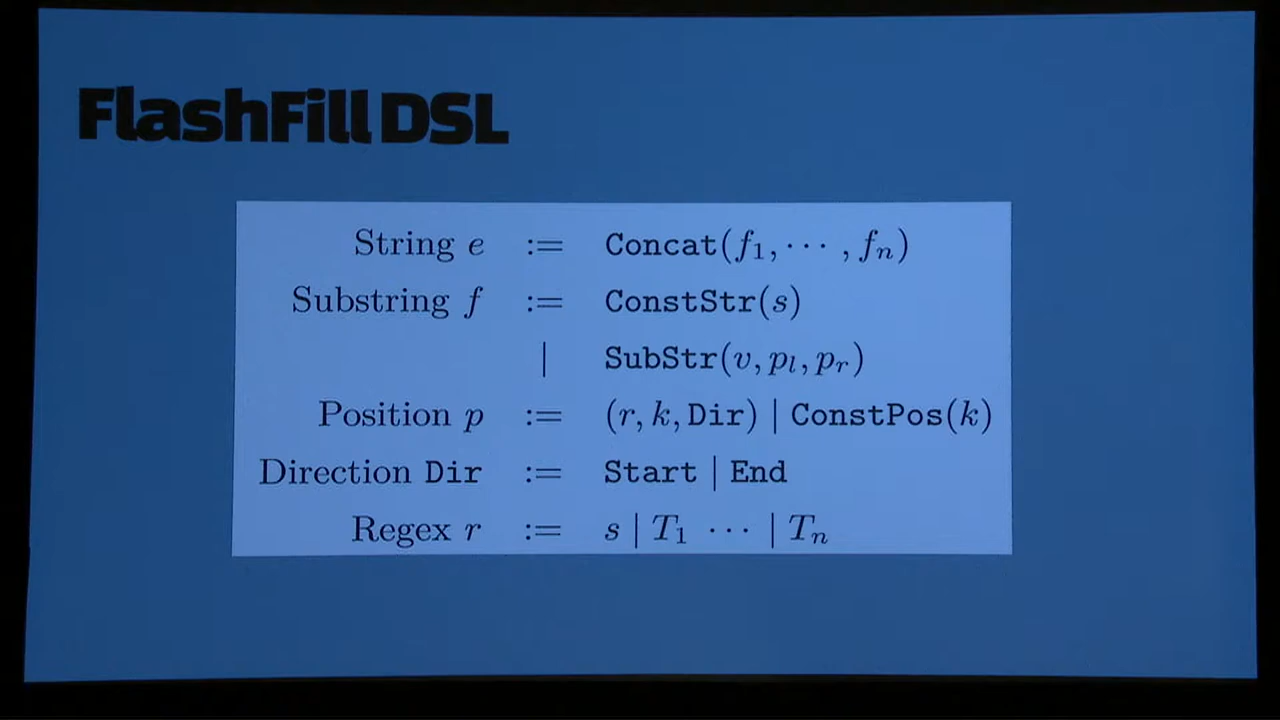 FlashFill DSL
String e := Concat(f₁, ⋯ , fₙ)
Substring f := ConstStr(s)
| SubStr(v, pₗ, pᵣ)
Position p := (r, k, Dir) | ConstPos(k)
Direction Dir := Start | End
Regex r := s | T₁ ⋯ | Tₙ